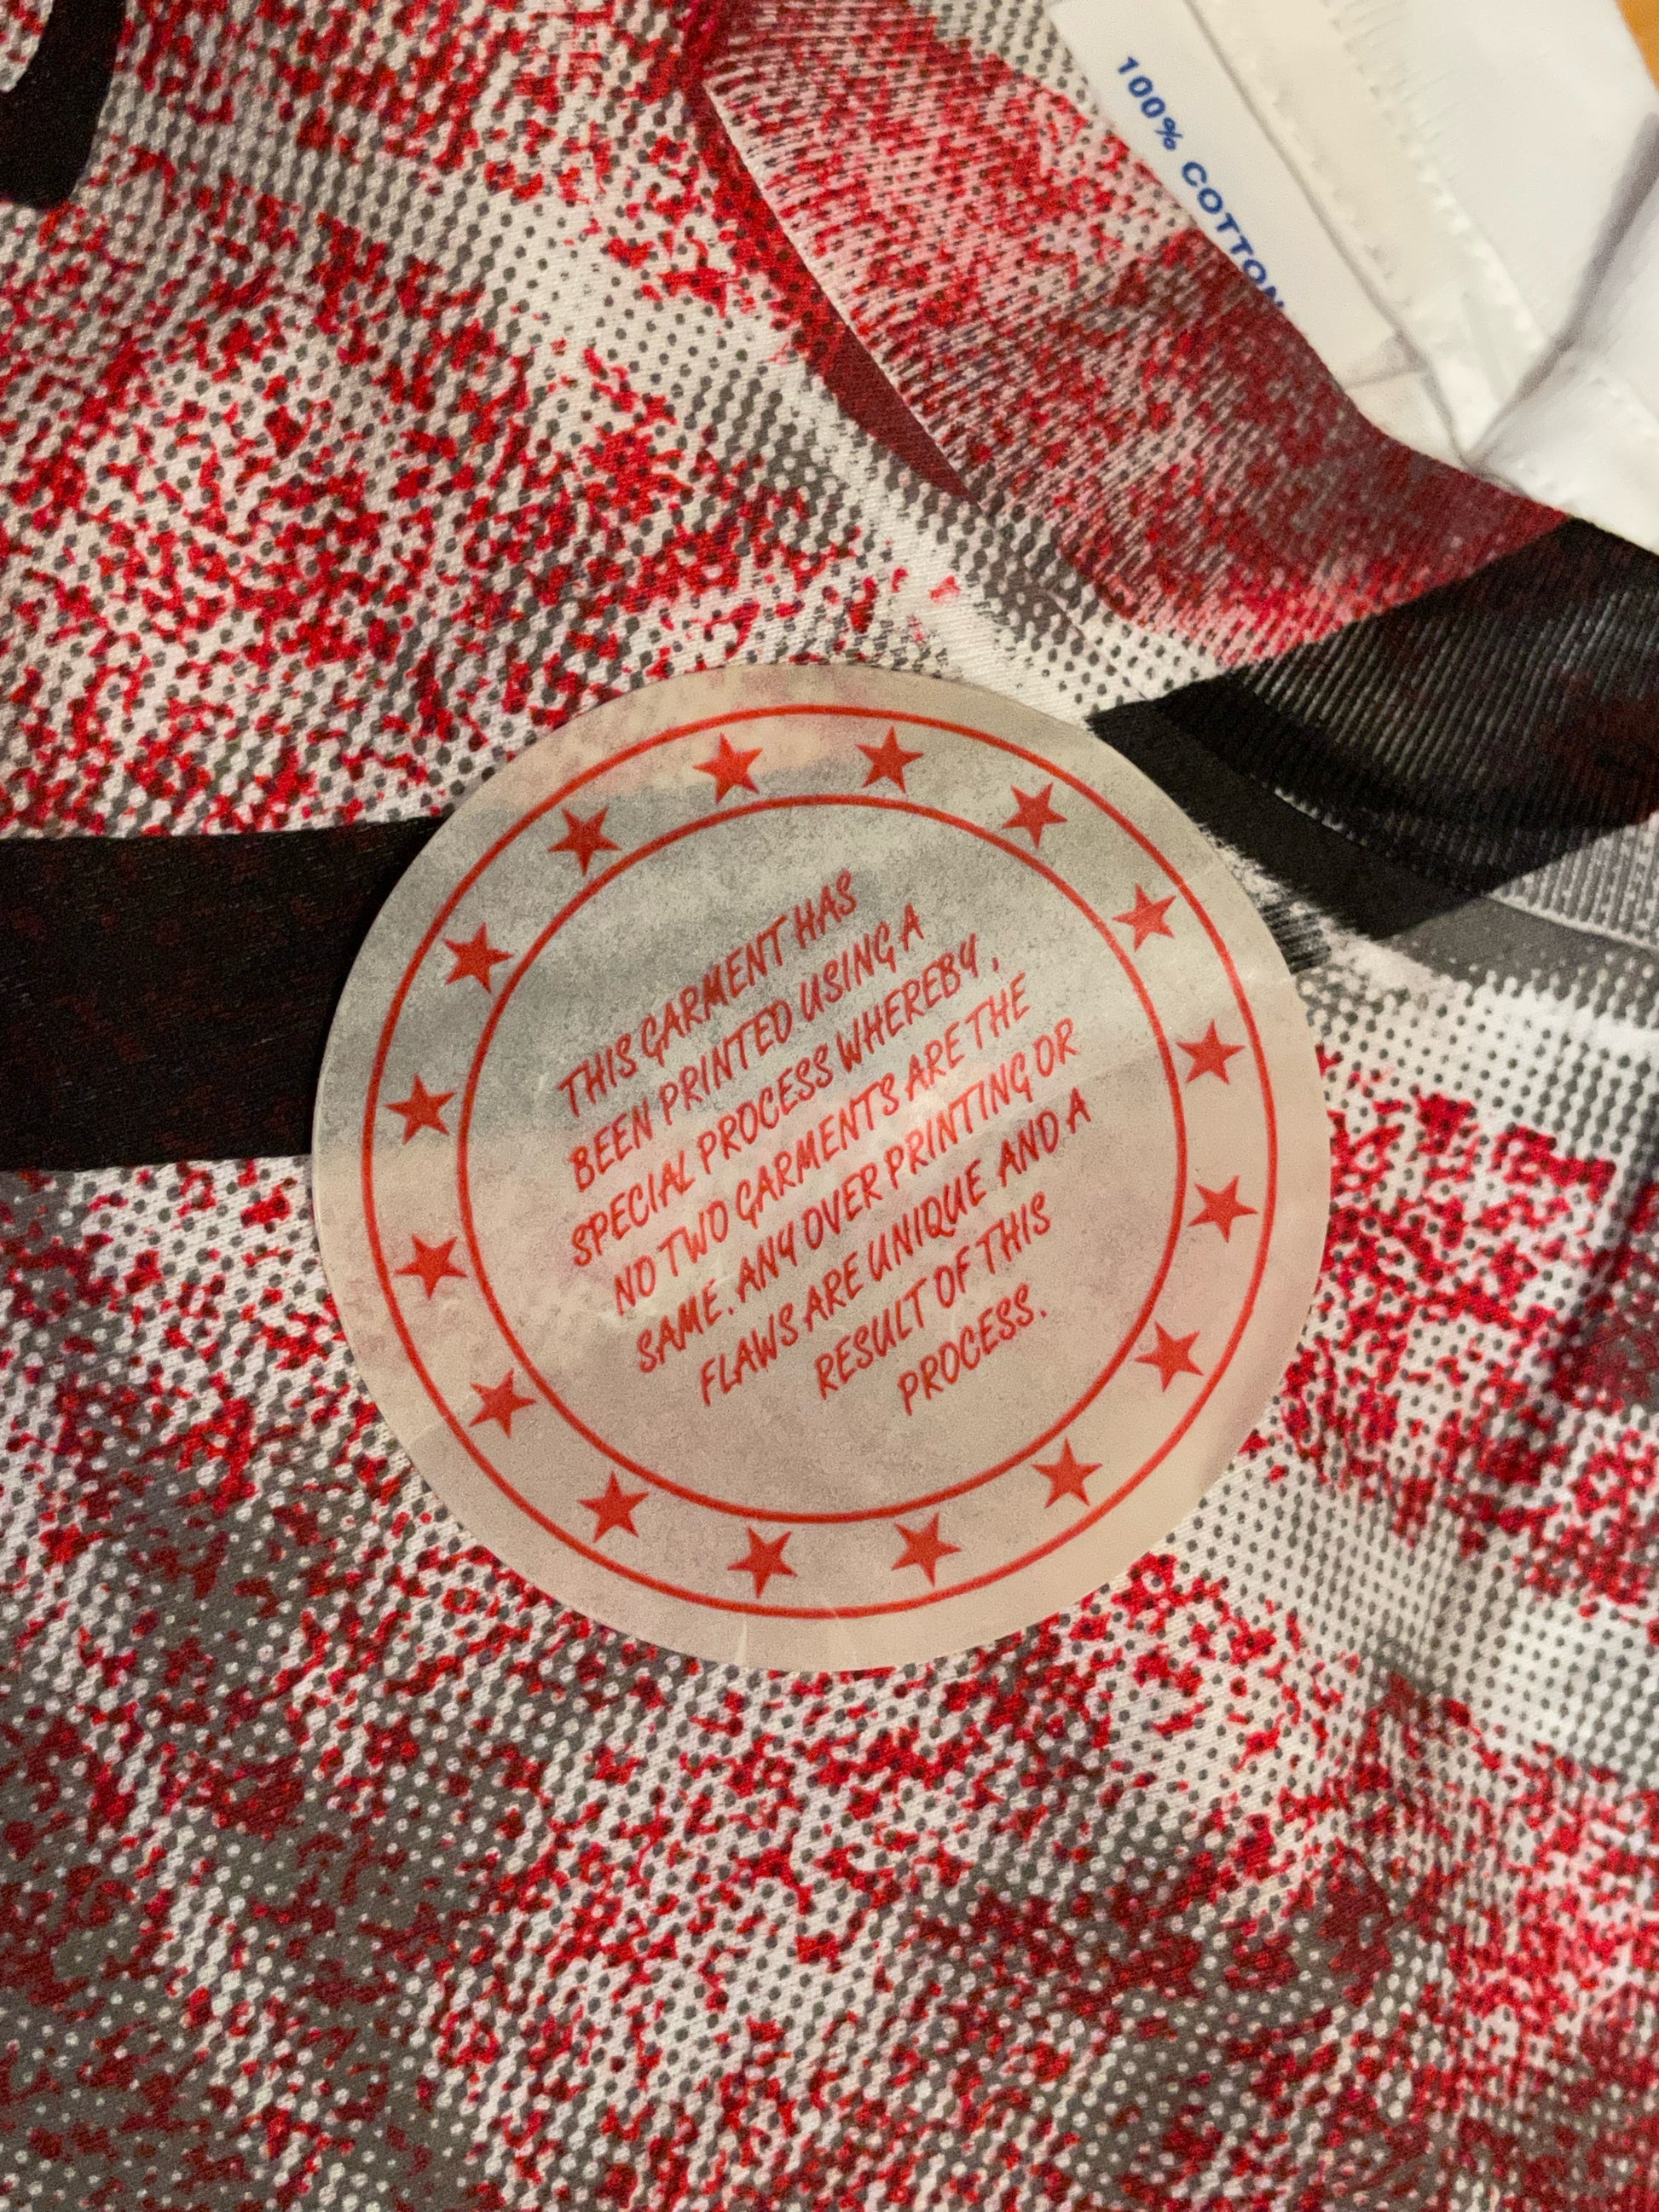 100% COTTON
THIS GARMENT HAS
BEEN PRINTED USING A
SPECIAL PROCESS WHEREBY ,
NO TWO GARMENTS ARE THE
SAME. ANY OVER PRINTING OR
FLAWS ARE UNIQUE AND A
RESULT OF THIS
PROCESS.